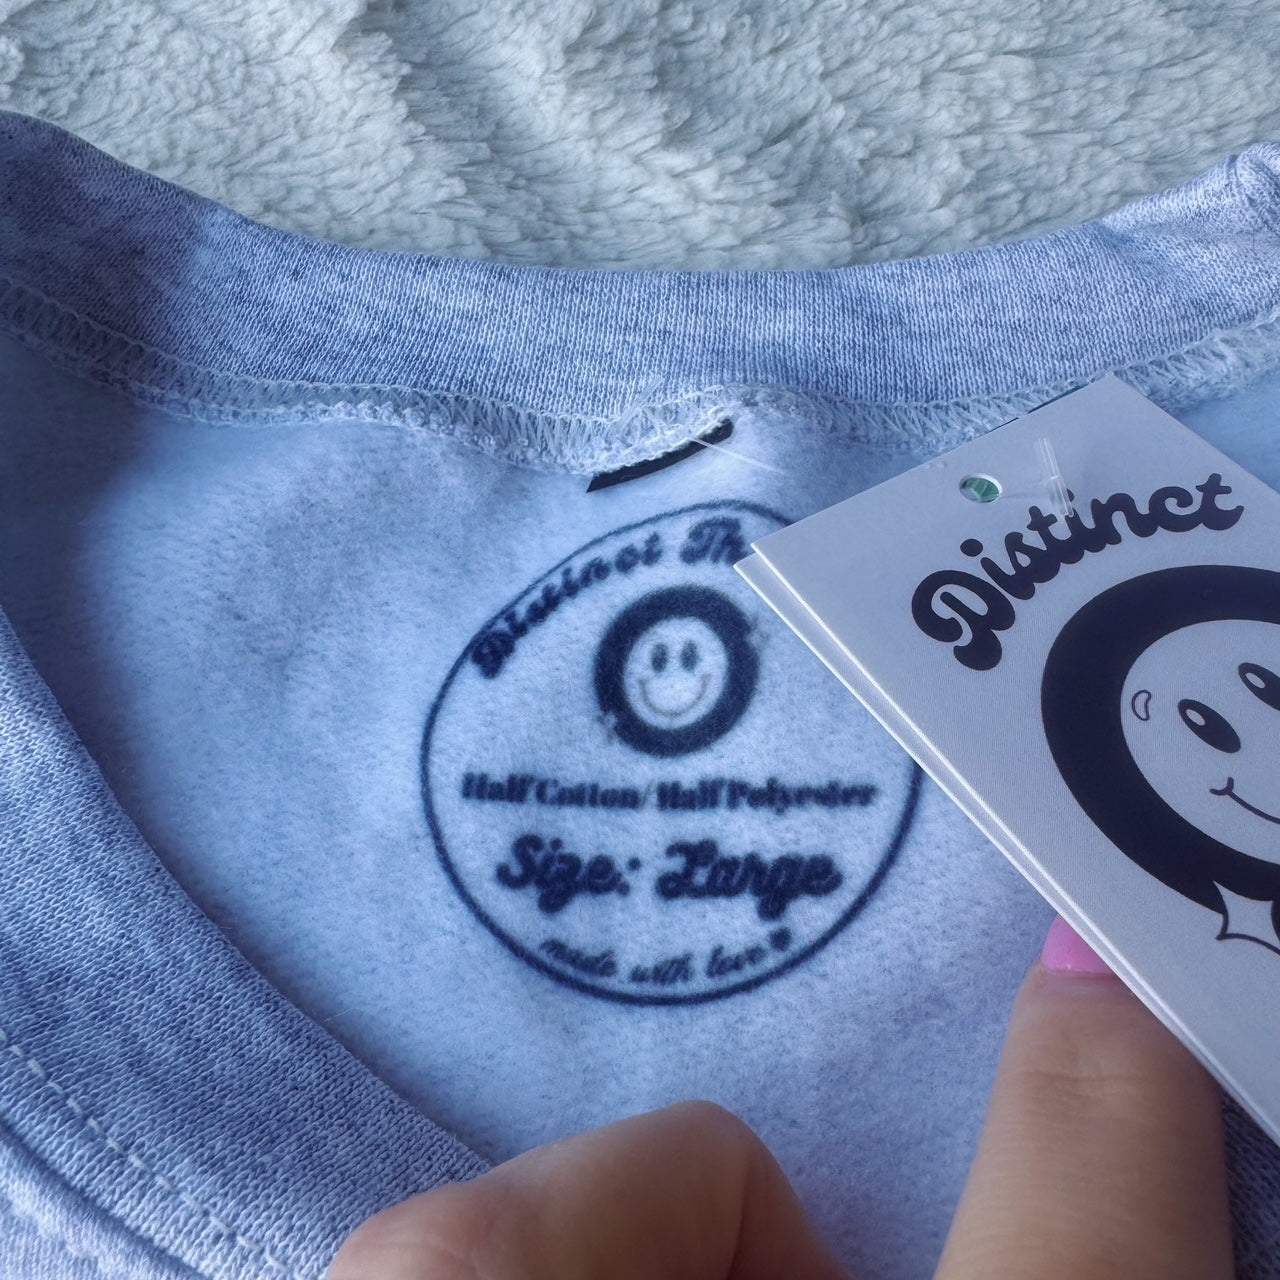 Distinct Th
Half Cotton/Half Polyester
Size: Large
made with love
Distinct